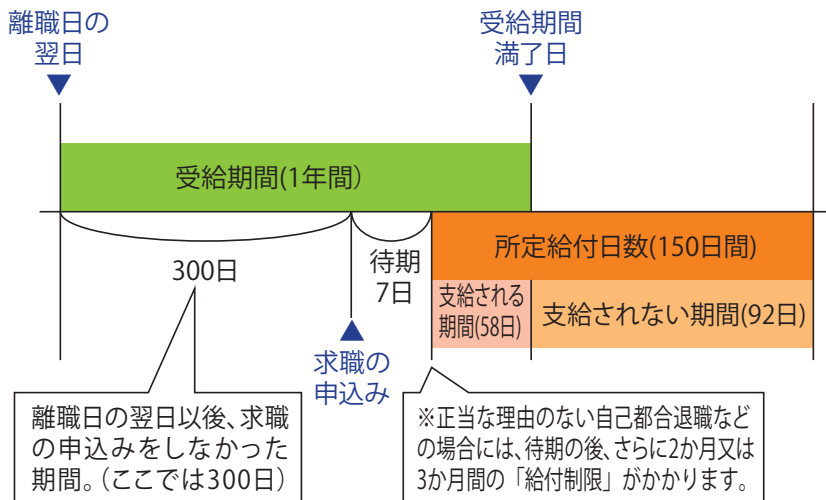 離職日の
翌日
受給期間
満了日
受給期間(1年間)
300日
待期
7日
所定給付日数(150日間)
支給される
期間(58日)
支給されない期間(92日)
求職の
申込み
離職日の翌日以後、求職
の申込みをしなかった
期間。(ここでは300日)
※正当な理由のない自己都合退職など
の場合には、待期の後、さらに2か月又は
3か月間の「給付制限」がかかります。